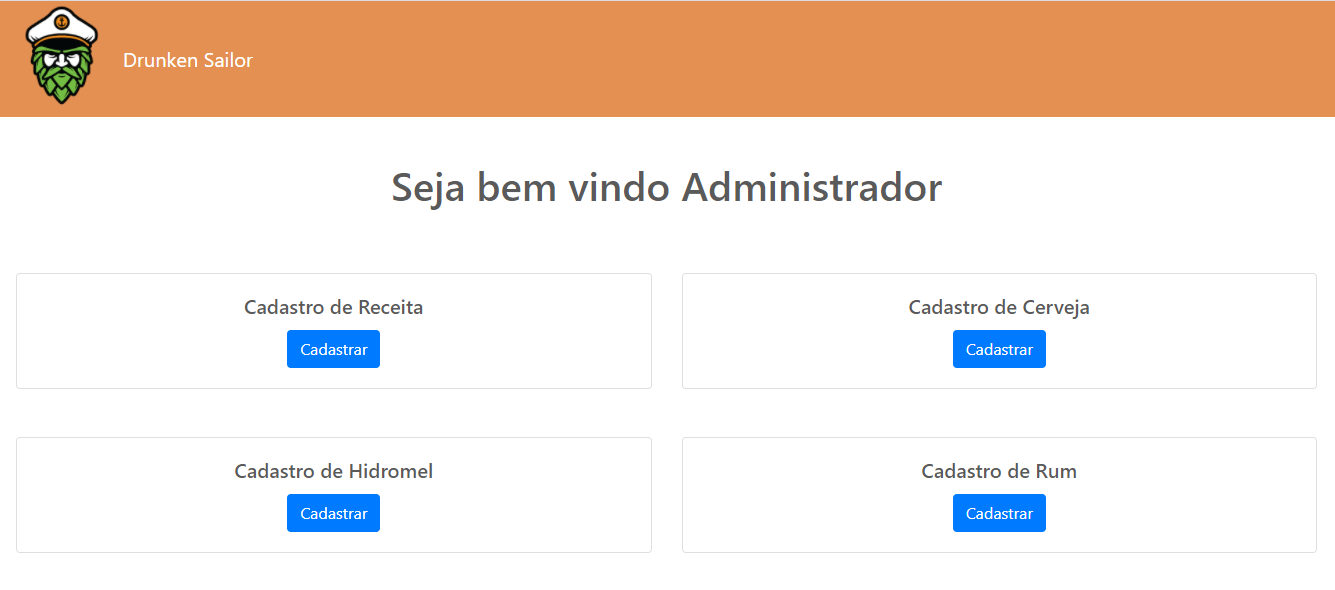 Drunken Sailor
Seja bem vindo Administrador
Cadastro de Receita
Cadastrar
Cadastro de Cerveja
Cadastrar
Cadastro de Hidromel
Cadastrar
Cadastro de Rum
Cadastrar